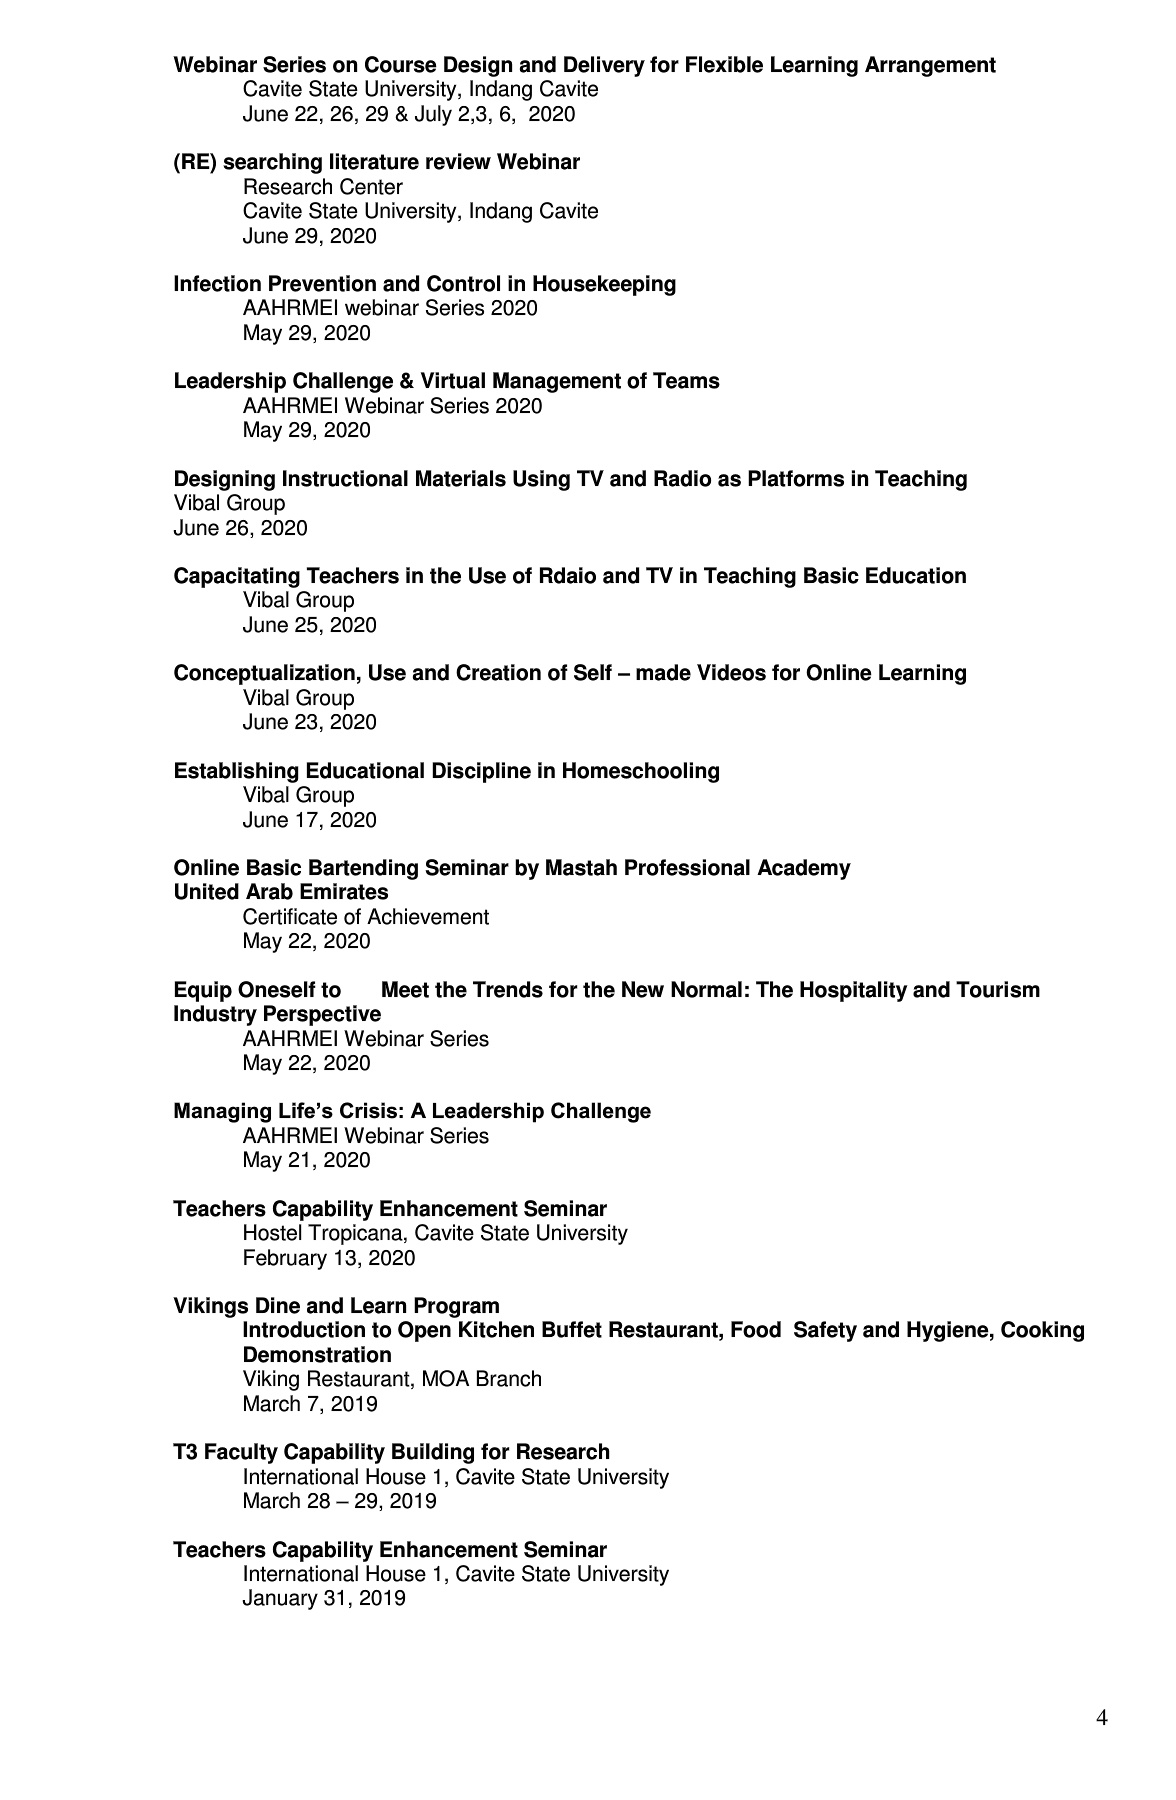 Webinar Series on Course Design and Delivery for Flexible Learning Arrangement
Cavite State University, Indang Cavite
June 22, 26, 29 & July 2,3, 6,  2020
(RE) searching literature review Webinar
Research Center
Cavite State University, Indang Cavite
June 29, 2020
Infection Prevention and Control in Housekeeping
AAHRMEI webinar Series 2020
May 29, 2020
Leadership Challenge & Virtual Management of Teams
AAHRMEI Webinar Series 2020
May 29, 2020
Designing Instructional Materials Using TV and Radio as Platforms in Teaching
Vibal Group
June 26, 2020
Capacitating Teachers in the Use of Rdaio and TV in Teaching Basic Education
Vibal Group
June 25, 2020
Conceptualization, Use and Creation of Self – made Videos for Online Learning
Vibal Group
June 23, 2020
Establishing Educational Discipline in Homeschooling
Vibal Group
June 17, 2020
Online Basic Bartending Seminar by Mastah Professional Academy
United Arab Emirates
Certificate of Achievement
May 22, 2020
Equip Oneself to     Meet the Trends for the New Normal: The Hospitality and Tourism
Industry Perspective
AAHRMEI Webinar Series
May 22, 2020
Managing Life’s Crisis: A Leadership Challenge
AAHRMEI Webinar Series
May 21, 2020
Teachers Capability Enhancement Seminar
Hostel Tropicana, Cavite State University
February 13, 2020
Vikings Dine and Learn Program
Introduction to Open Kitchen Buffet Restaurant, Food  Safety and Hygiene, Cooking
Demonstration
Viking Restaurant, MOA Branch
March 7, 2019
T3 Faculty Capability Building for Research
International House 1, Cavite State University
March 28 – 29, 2019
Teachers Capability Enhancement Seminar
International House 1, Cavite State University
January 31, 2019
4